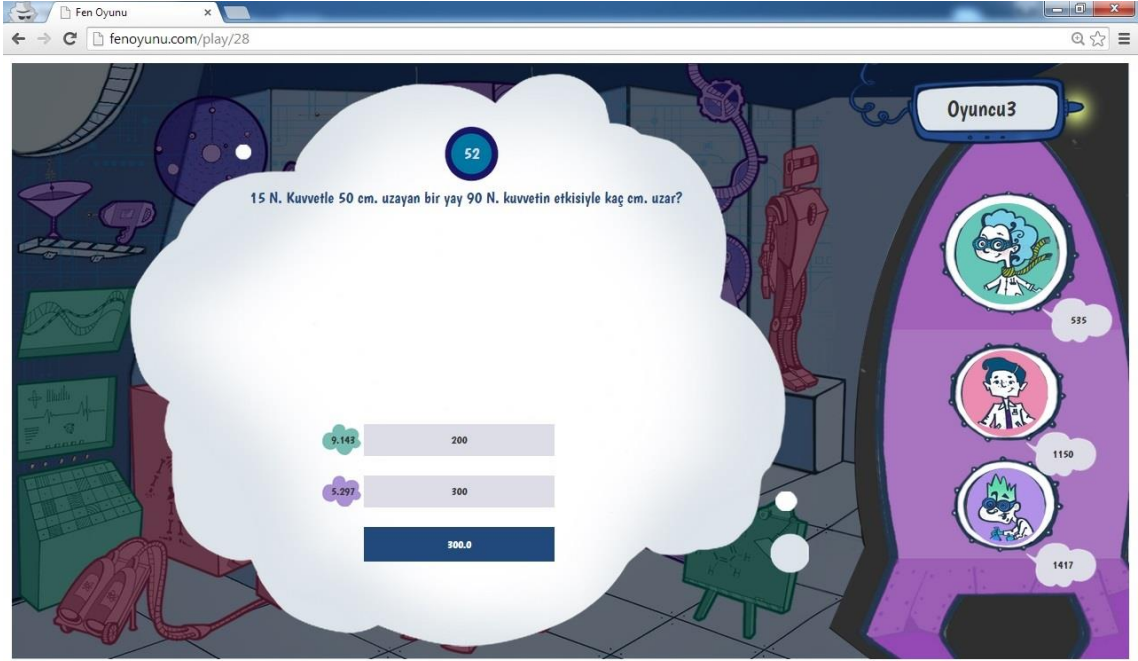 Fen Oyunu
fenoyunu.com/play/28
Oyuncu3
52
15 N. Kuvvetle 50 cm. uzayan bir yay 90 N. kuvvetin etkisiyle kaç cm. uzar?
535
9.143 200
1150
5.297 300
300.0
1417